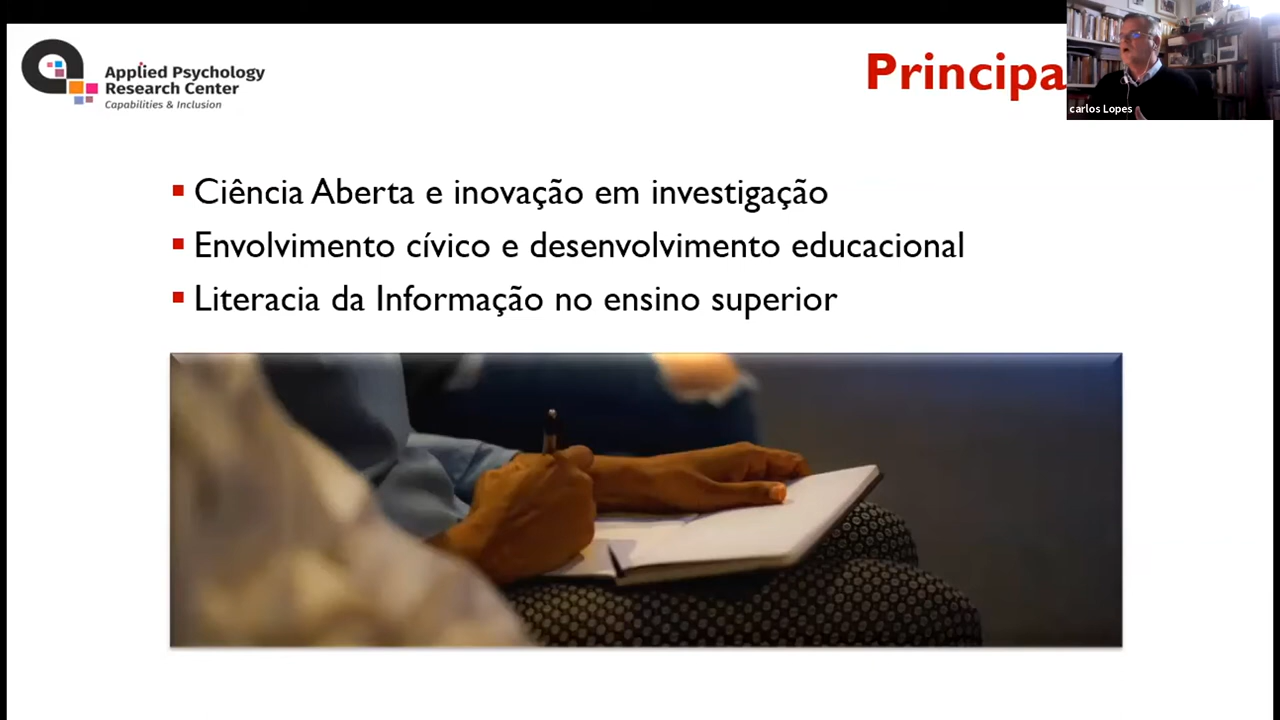 Applied Psychology
Research Center
Capabilities & Inclusion
carlos Lopes
Ciência Aberta e inovação em investigação
Envolvimento cívico e desenvolvimento educacional
Literacia da Informação no ensino superior